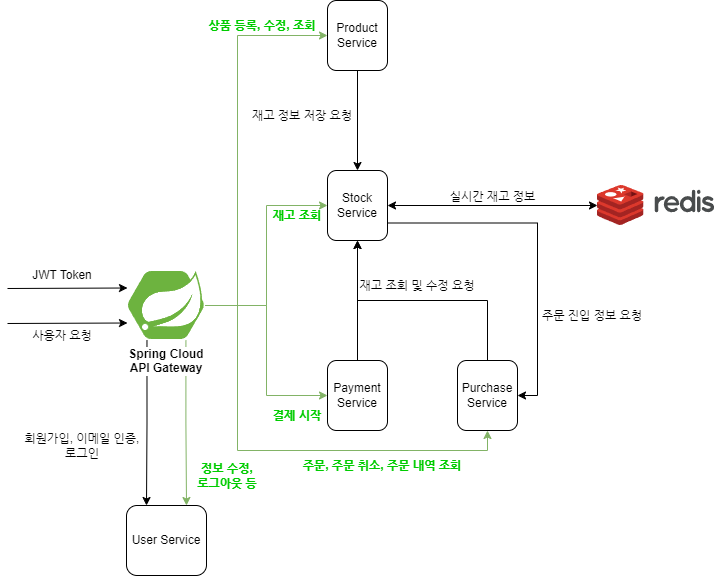 상품 등록, 수정, 조회
Product
Service
재고 정보 저장 요청
Stock
Service
재고 조회
실시간 재고 정보
redis
JWT Token
사용자 요청
Spring Cloud
API Gateway
재고 조회 및 수정 요청
주문 진입 정보 요청
Payment
Service
Purchase
Service
결제 시작
회원가입, 이메일 인증,
로그인
정보 수정,
로그아웃 등
주문, 주문 취소, 주문 내역 조회
User Service